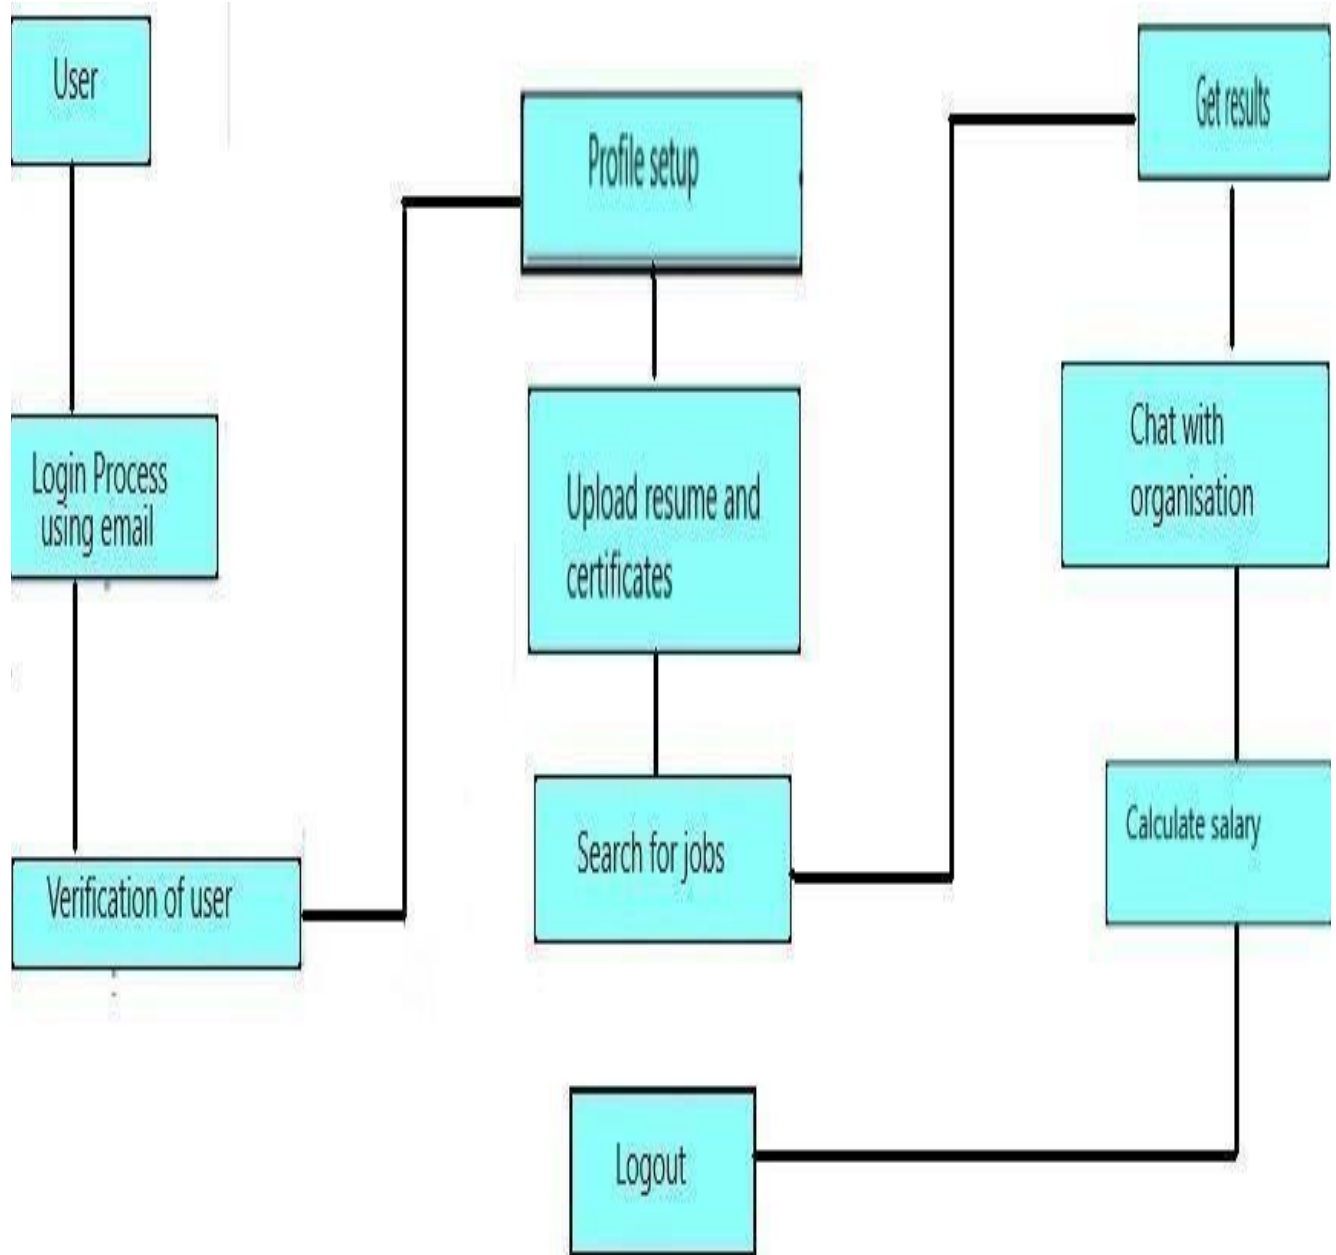 User
Login Process
using email
Verification of user
Profile setup
Upload resume and
certificates
Search for jobs
Get results
Chat with
organisation
Calculate salary
Logout